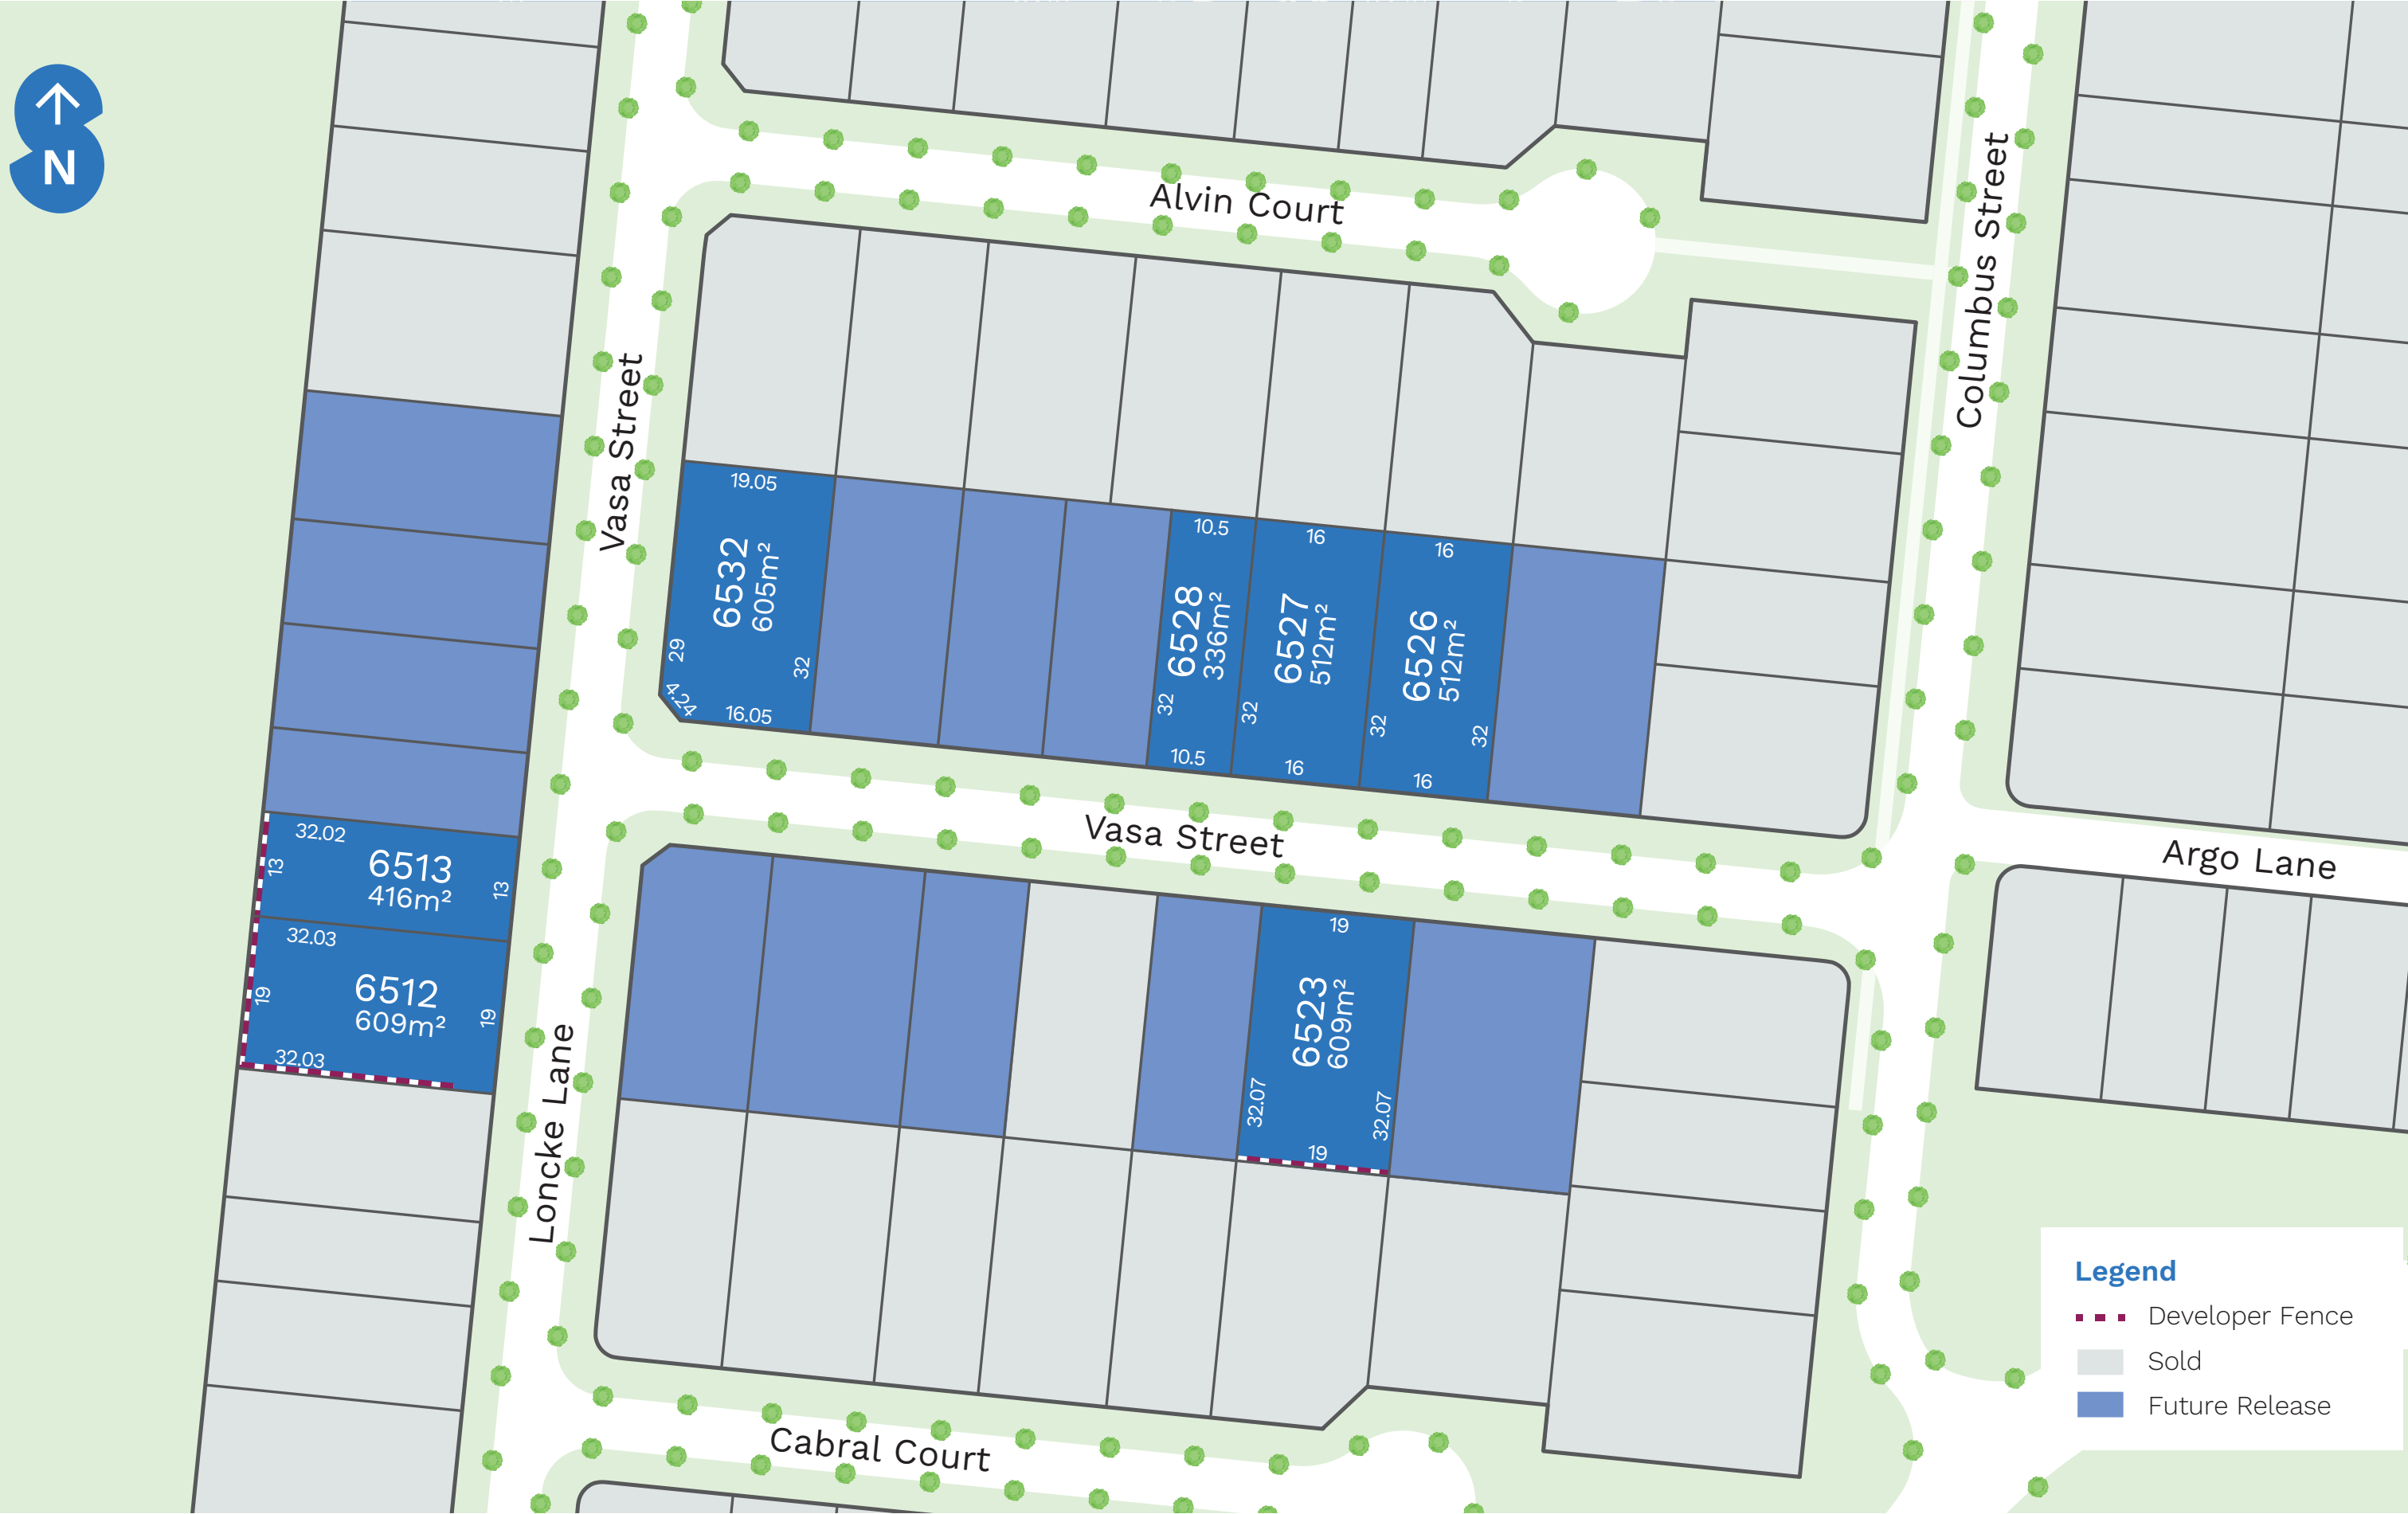 N
Alvin Court
Columbus Street
Vasa Street
19.05
6532
605m²
29
32
4.24
16.05
10.5
6528
336m²
32
10.5
16
6527
512m²
32
16
16
6526
512m²
32
32
16
Vasa Street
Argo Lane
32.02
13
6513
416m²
13
32.03
19
6512
609m²
19
32.03
Loncke Lane
19
6523
609m²
32.07
32.07
19
Cabral Court
Legend
Developer Fence
Sold
Future Release